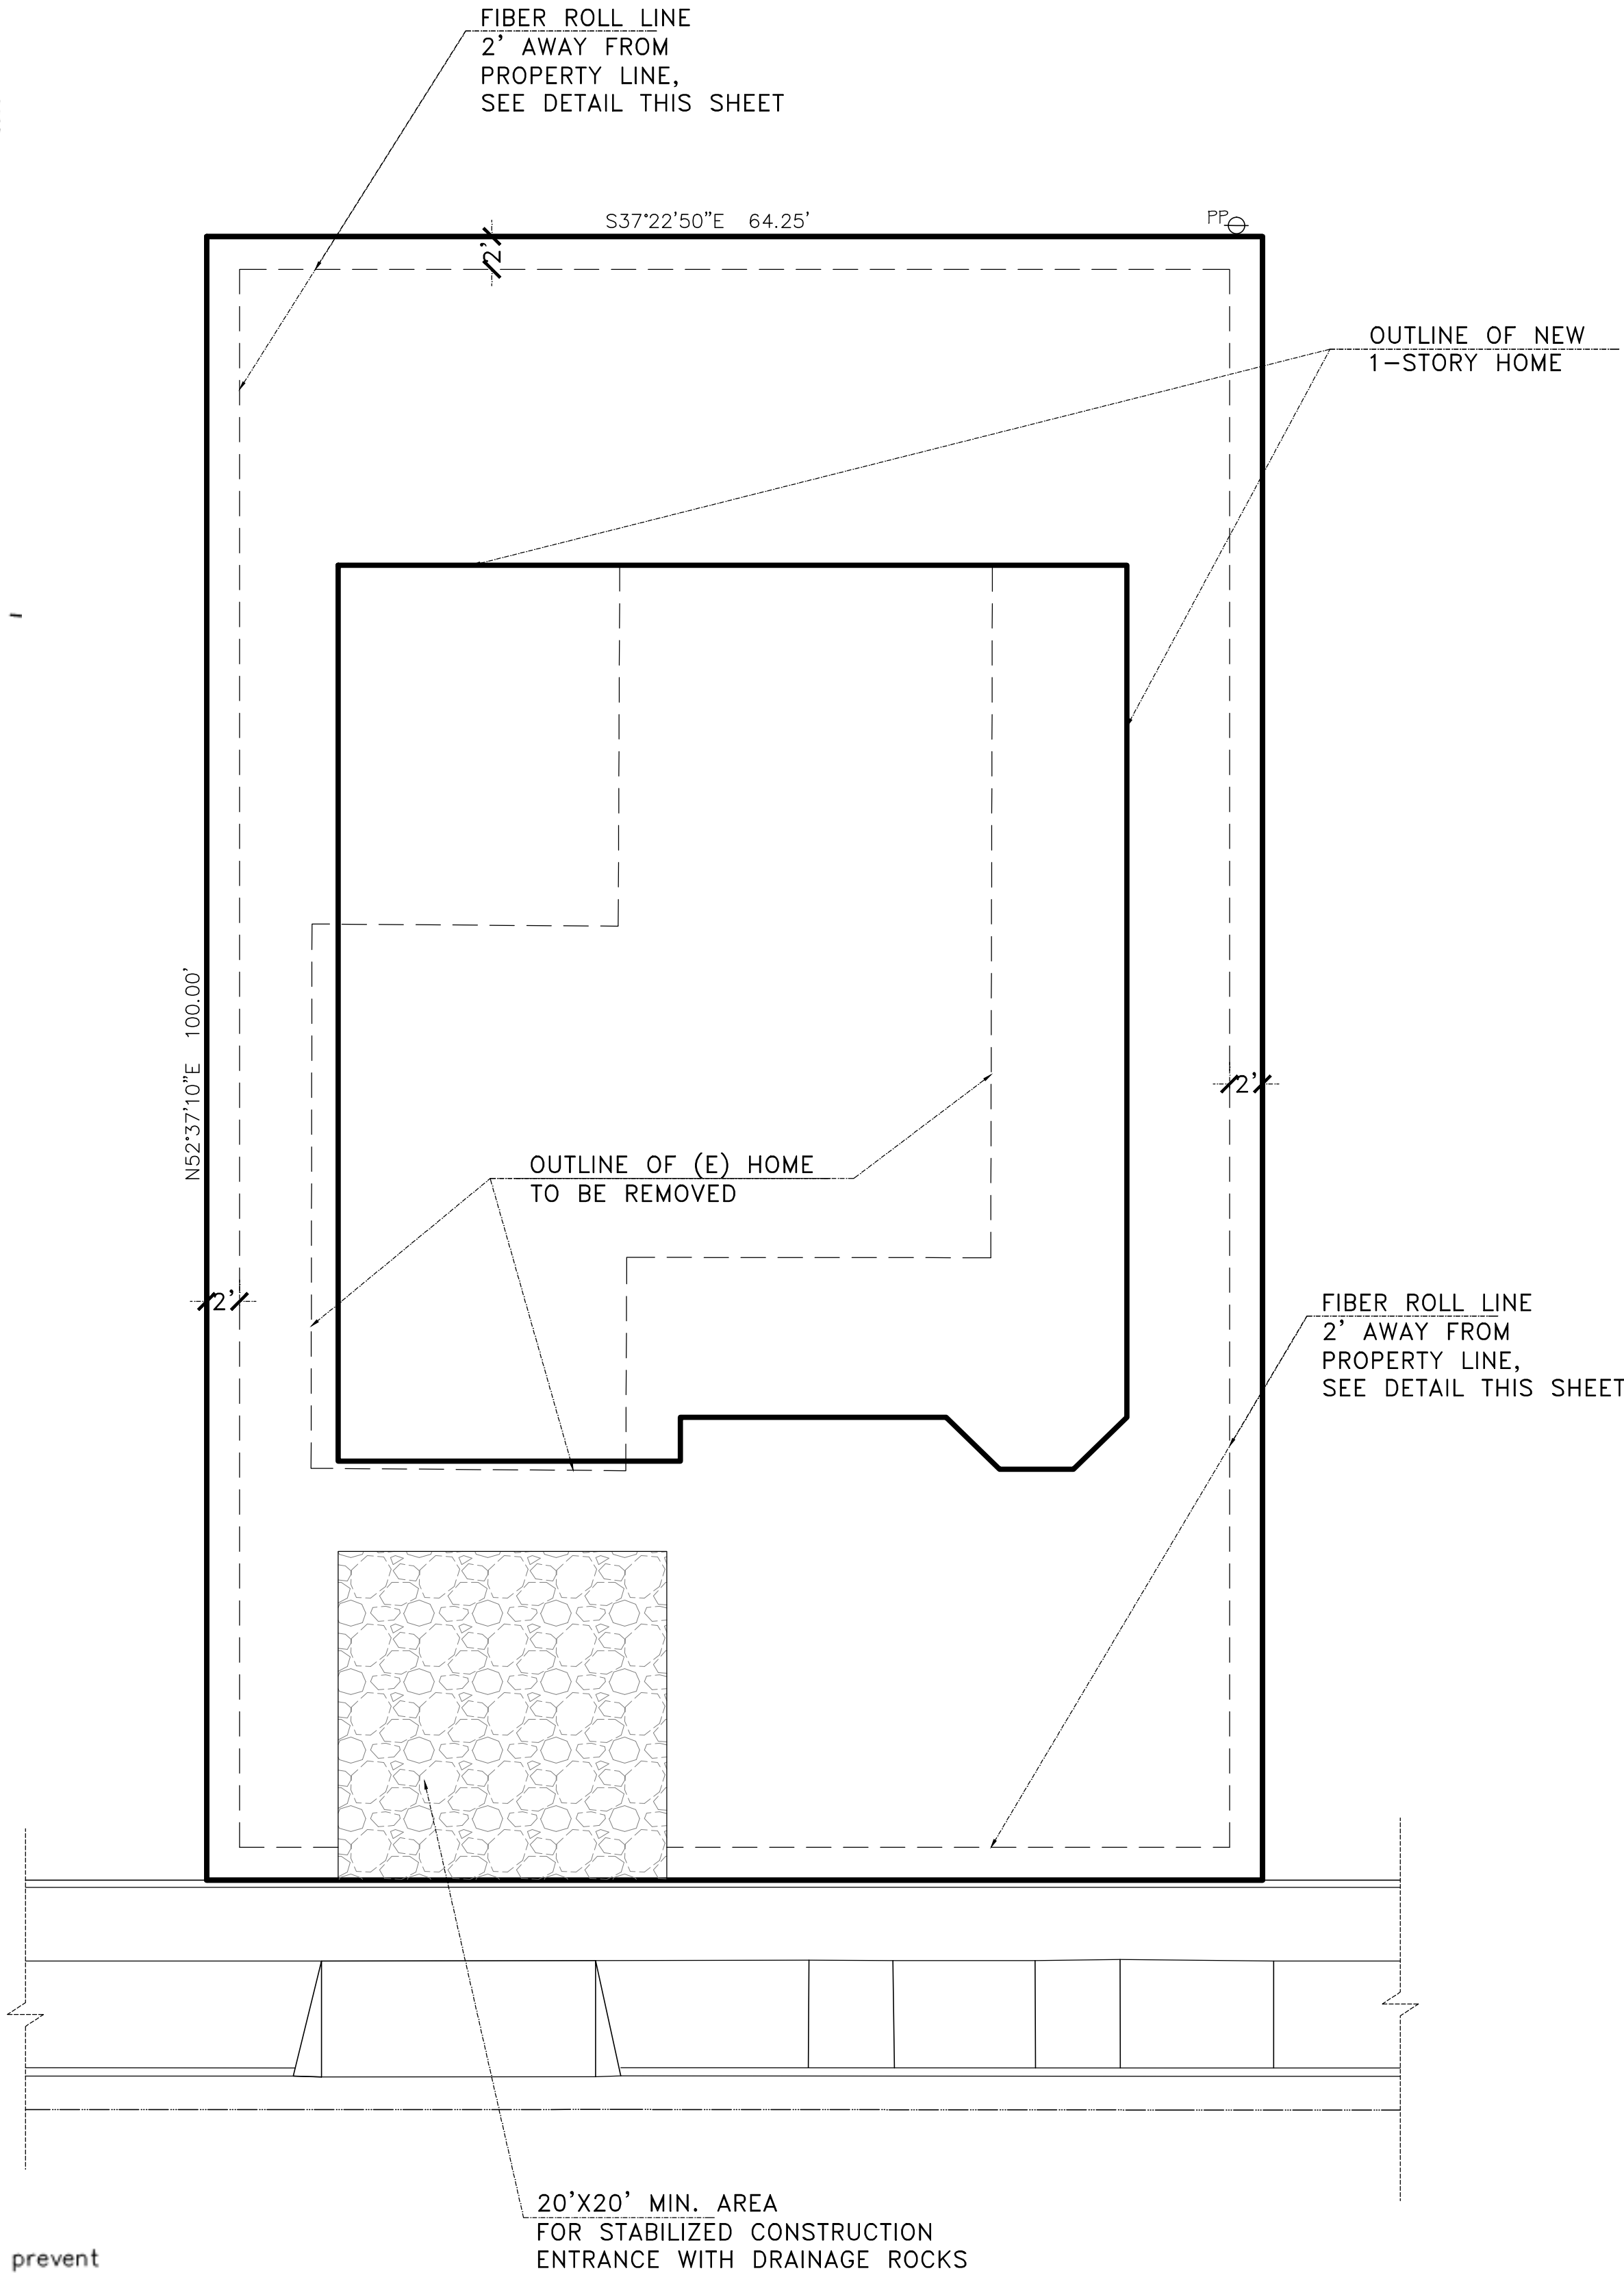 FIBER ROLL LINE
2' AWAY FROM
PROPERTY LINE,
SEE DETAIL THIS SHEET
S37°22'50"E 64.25'
PP
2'
OUTLINE OF NEW
1-STORY HOME
N52°37'10"E 100.00'
2'
OUTLINE OF (E) HOME
TO BE REMOVED
2'
FIBER ROLL LINE
2' AWAY FROM
PROPERTY LINE,
SEE DETAIL THIS SHEET
20'X20' MIN. AREA
FOR STABILIZED CONSTRUCTION
ENTRANCE WITH DRAINAGE ROCKS
prevent